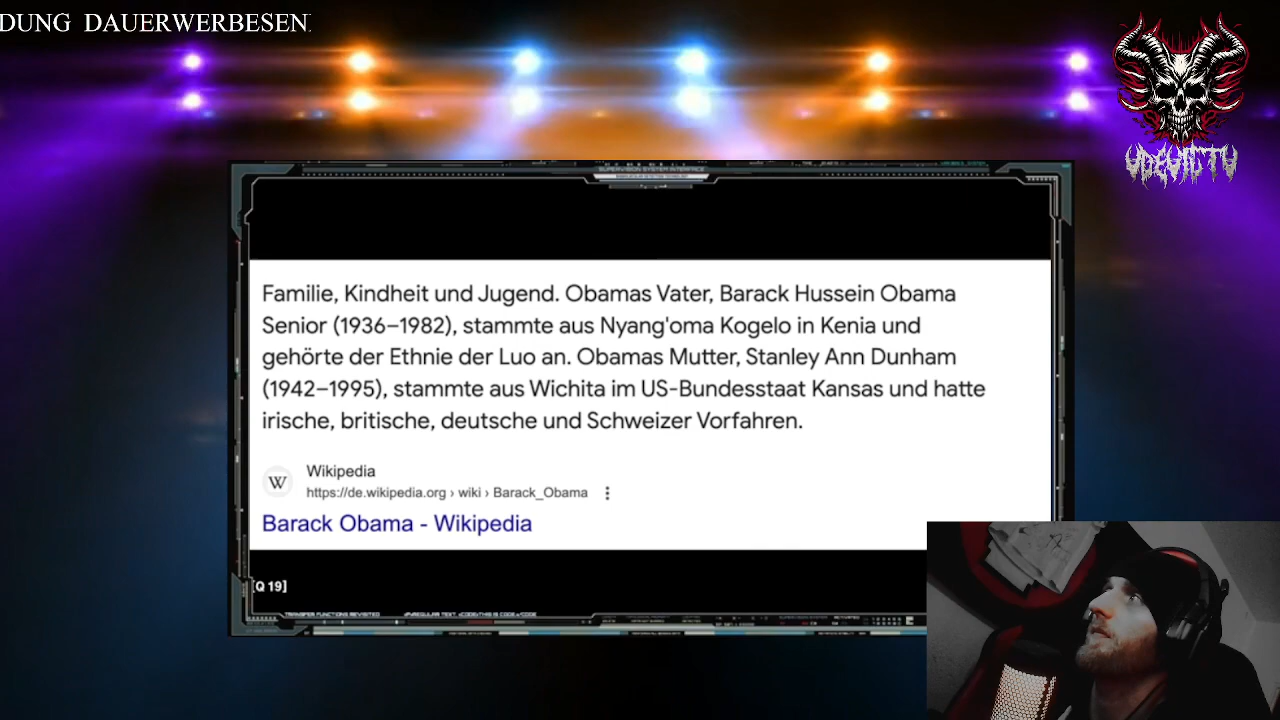 DUNG DAUERWERBESEN
VDEVICTV
Familie, Kindheit und Jugend. Obamas Vater, Barack Hussein Obama
Senior (1936–1982), stammte aus Nyang'oma Kogelo in Kenia und
gehörte der Ethnie der Luo an. Obamas Mutter, Stanley Ann Dunham
(1942–1995), stammte aus Wichita im US-Bundesstaat Kansas und hatte
irische, britische, deutsche und Schweizer Vorfahren.
W
Wikipedia
https://de.wikipedia.org › wiki › Barack_Obama
Barack Obama - Wikipedia
[Q 19]